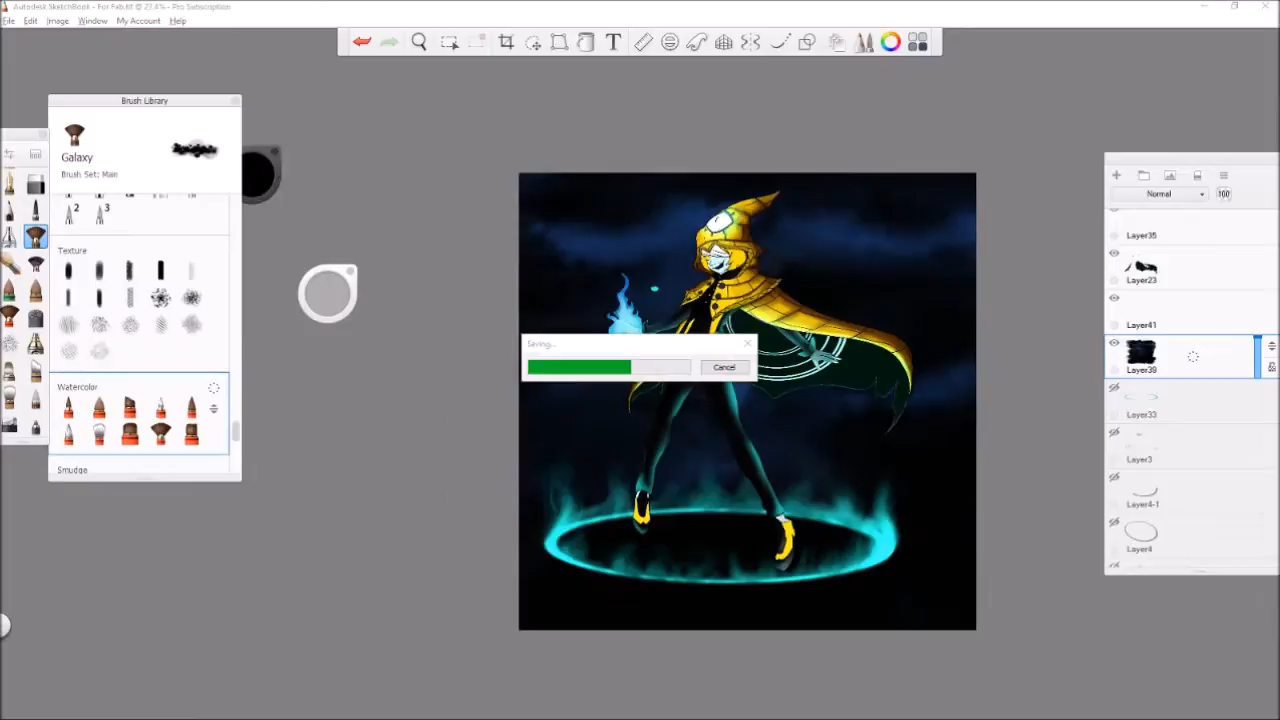 Autodesk SketchBook - For Fab.tif @ 27.4% - Pro Subscription
File Edit Image Window My Account Help
Brush Library
Galaxy
Brush Set: Main
2 3
Texture
Watercolor
Smudge
Saving...
Cancel
Normal 100
Layer35
Layer23
Layer41
Layer39
Layer33
Layer3
Layer4-1
Layer4